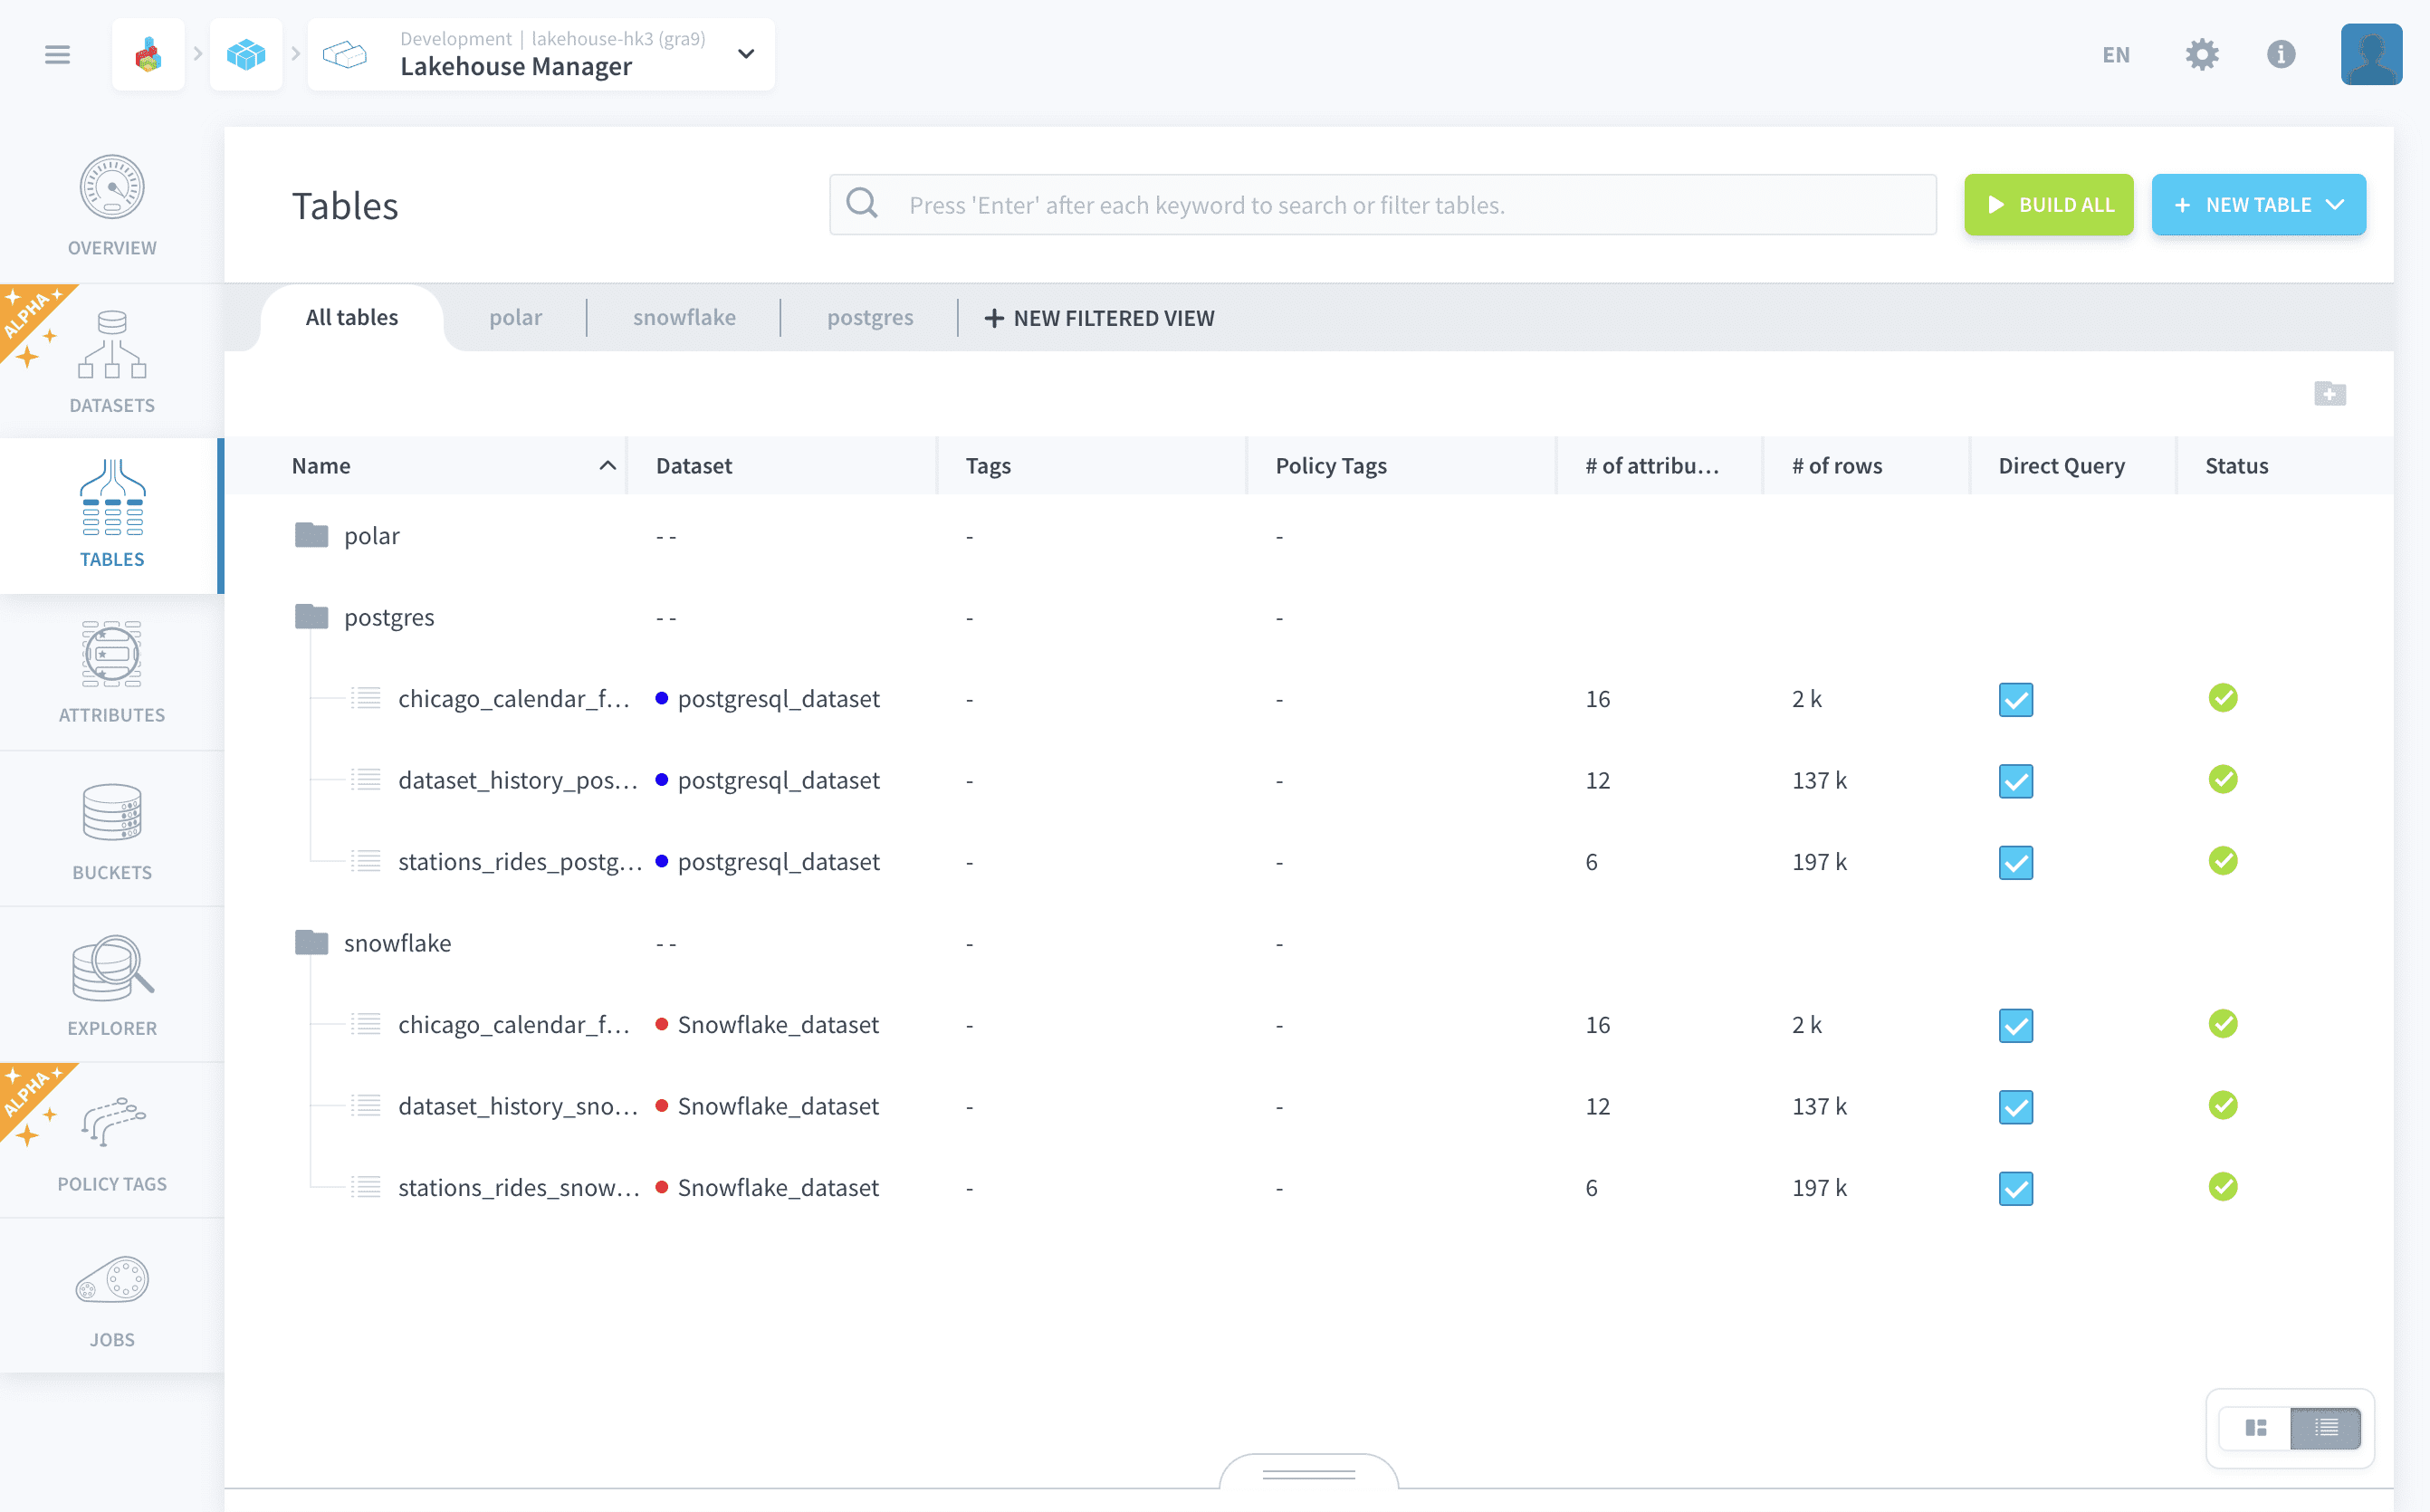 Development | lakehouse-hk3 (gra9)
Lakehouse Manager
EN
OVERVIEW
ALPHA
DATASETS
TABLES
ATTRIBUTES
BUCKETS
EXPLORER
ALPHA
POLICY TAGS
JOBS
Tables
Press 'Enter' after each keyword to search or filter tables.
BUILD ALL
+ NEW TABLE
All tables
polar
snowflake
postgres
+ NEW FILTERED VIEW
Name Dataset Tags Policy Tags # of attribu... # of rows Direct Query Status
polar -- - -
postgres -- - -
chicago_calendar_f... postgresql_dataset - - 16 2 k
dataset_history_pos... postgresql_dataset - - 12 137 k
stations_rides_postg... postgresql_dataset - - 6 197 k
snowflake -- - -
chicago_calendar_f... Snowflake_dataset - - 16 2 k
dataset_history_sno... Snowflake_dataset - - 12 137 k
stations_rides_snow... Snowflake_dataset - - 6 197 k